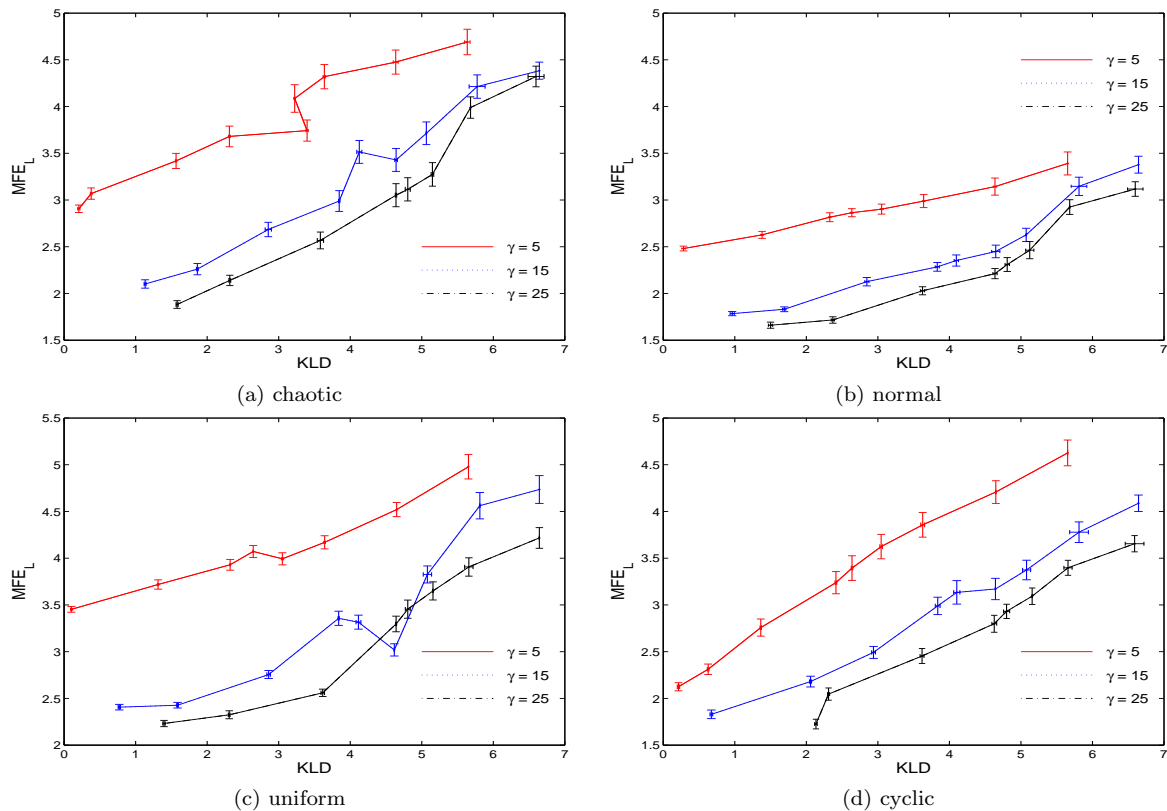 5
4.5
4
3.5
3
2.5
2
1.5
MFE_L
0 1 2 3 4 5 6 7
KLD
γ = 5
γ = 15
γ = 25
(a) chaotic
5
4.5
4
3.5
3
2.5
2
1.5
MFE_L
0 1 2 3 4 5 6 7
KLD
γ = 5
γ = 15
γ = 25
(b) normal
5.5
5
4.5
4
3.5
3
2.5
2
MFE_L
0 1 2 3 4 5 6 7
KLD
γ = 5
γ = 15
γ = 25
(c) uniform
5
4.5
4
3.5
3
2.5
2
1.5
MFE_L
0 1 2 3 4 5 6 7
KLD
γ = 5
γ = 15
γ = 25
(d) cyclic